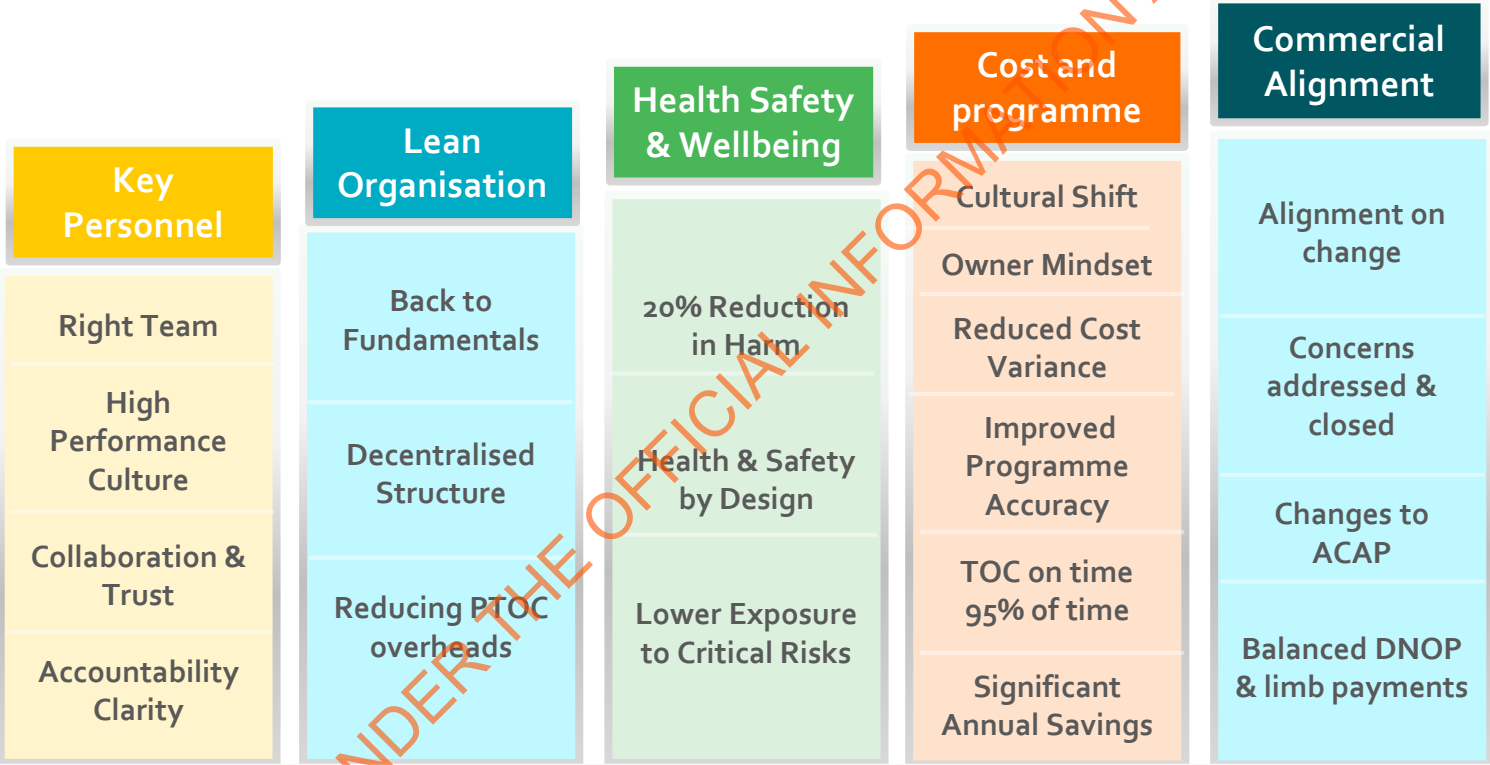 Key
Personnel
Right Team
High
Performance
Culture
Collaboration &
Trust
Accountability
Clarity
Lean
Organisation
Back to
Fundamentals
Decentralised
Structure
Reducing PTOC
overheads
Health Safety
& Wellbeing
20% Reduction
in Harm
Health & Safety
by Design
Lower Exposure
to Critical Risks
Cost and
programme
Cultural Shift
Owner Mindset
Reduced Cost
Variance
Improved
Programme
Accuracy
TOC on time
95% of time
Significant
Annual Savings
Commercial
Alignment
Alignment on
change
Concerns
addressed &
closed
Changes to
ACAP
Balanced DNOP
& limb payments
NDER THE OFFICIAL INFORMATION